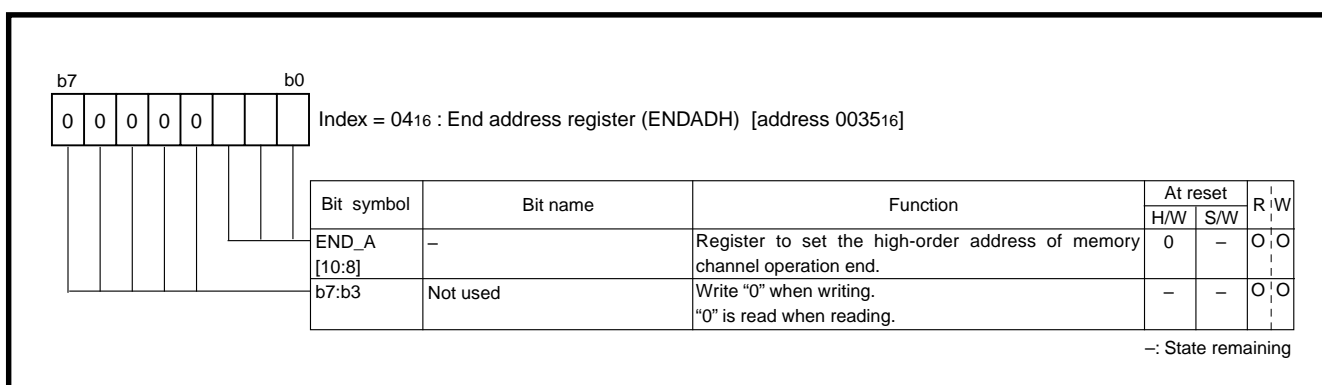 b7 b0
0 0 0 0 0 Index = 0416 : End address register (ENDADH) [address 003516]
Bit symbol Bit name Function At reset R W
H/W S/W
END_A – Register to set the high-order address of memory 0 – O O
[10:8] channel operation end.
b7:b3 Not used Write “0” when writing. – – O O
“0” is read when reading.
–: State remaining